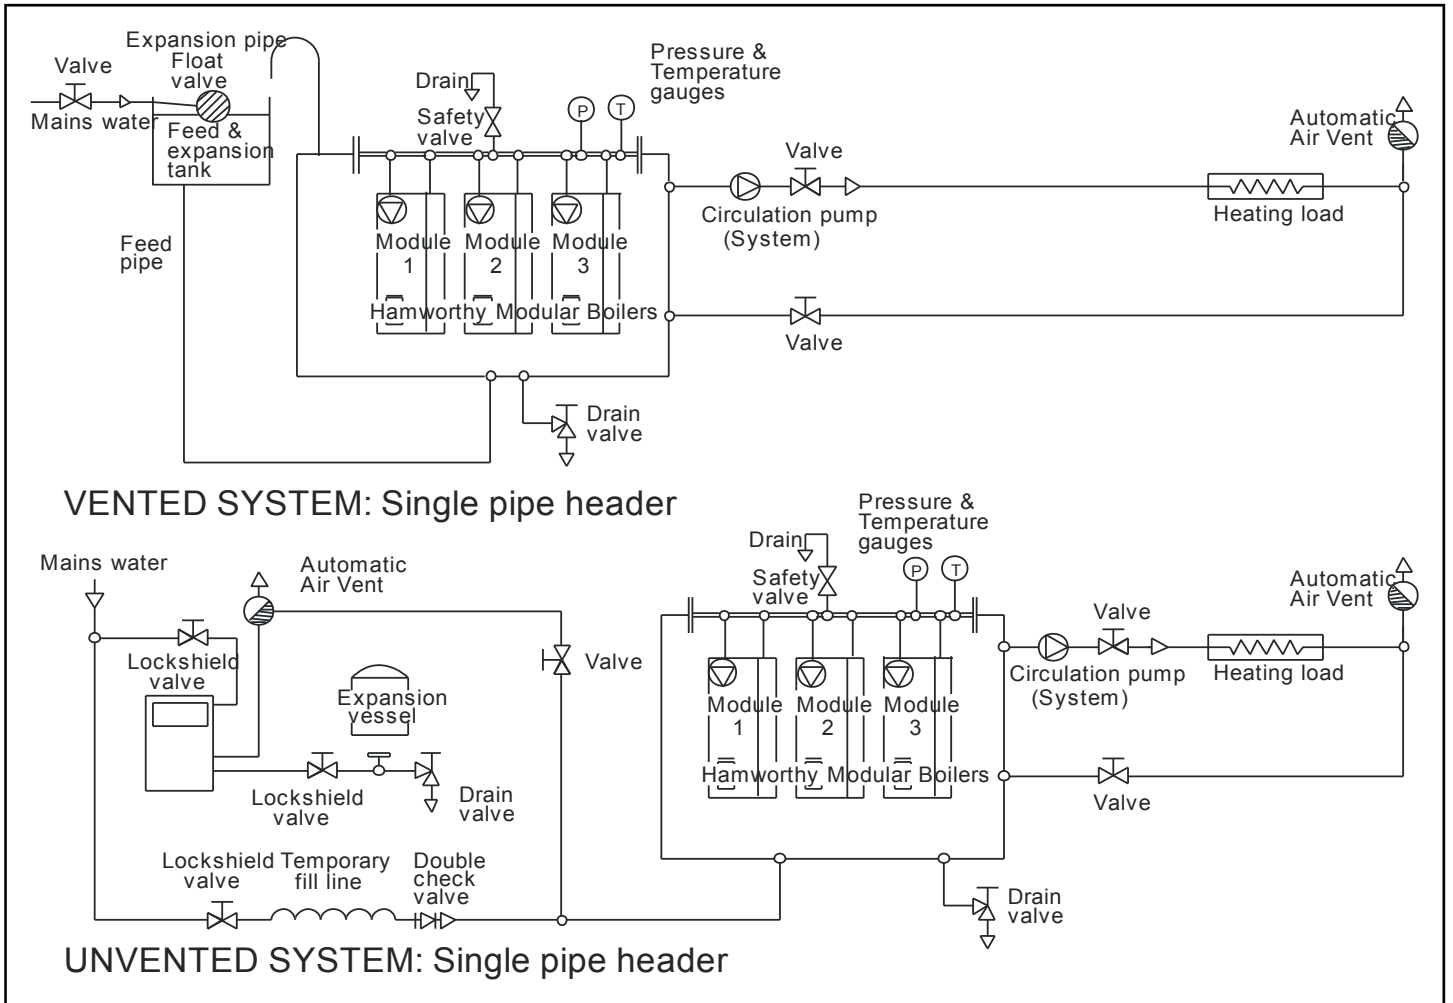 Expansion pipe
Float
valve
Valve
Mains water
Feed &
expansion
tank
Feed
pipe
Drain
Safety
valve
Pressure &
Temperature
gauges
P
T
Module
1
Module
2
Module
3
Hamworthy Modular Boilers
Valve
Circulation pump
(System)
Valve
Heating load
Automatic
Air Vent
Drain
valve
VENTED SYSTEM: Single pipe header
Mains water
Automatic
Air Vent
Lockshield
valve
Valve
Expansion
vessel
Lockshield
valve
Drain
valve
Lockshield
valve
Temporary
fill line
Double
check
valve
Drain
Safety
valve
Pressure &
Temperature
gauges
P
T
Module
1
Module
2
Module
3
Hamworthy Modular Boilers
Valve
Circulation pump
(System)
Valve
Heating load
Automatic
Air Vent
Drain
valve
UNVENTED SYSTEM: Single pipe header